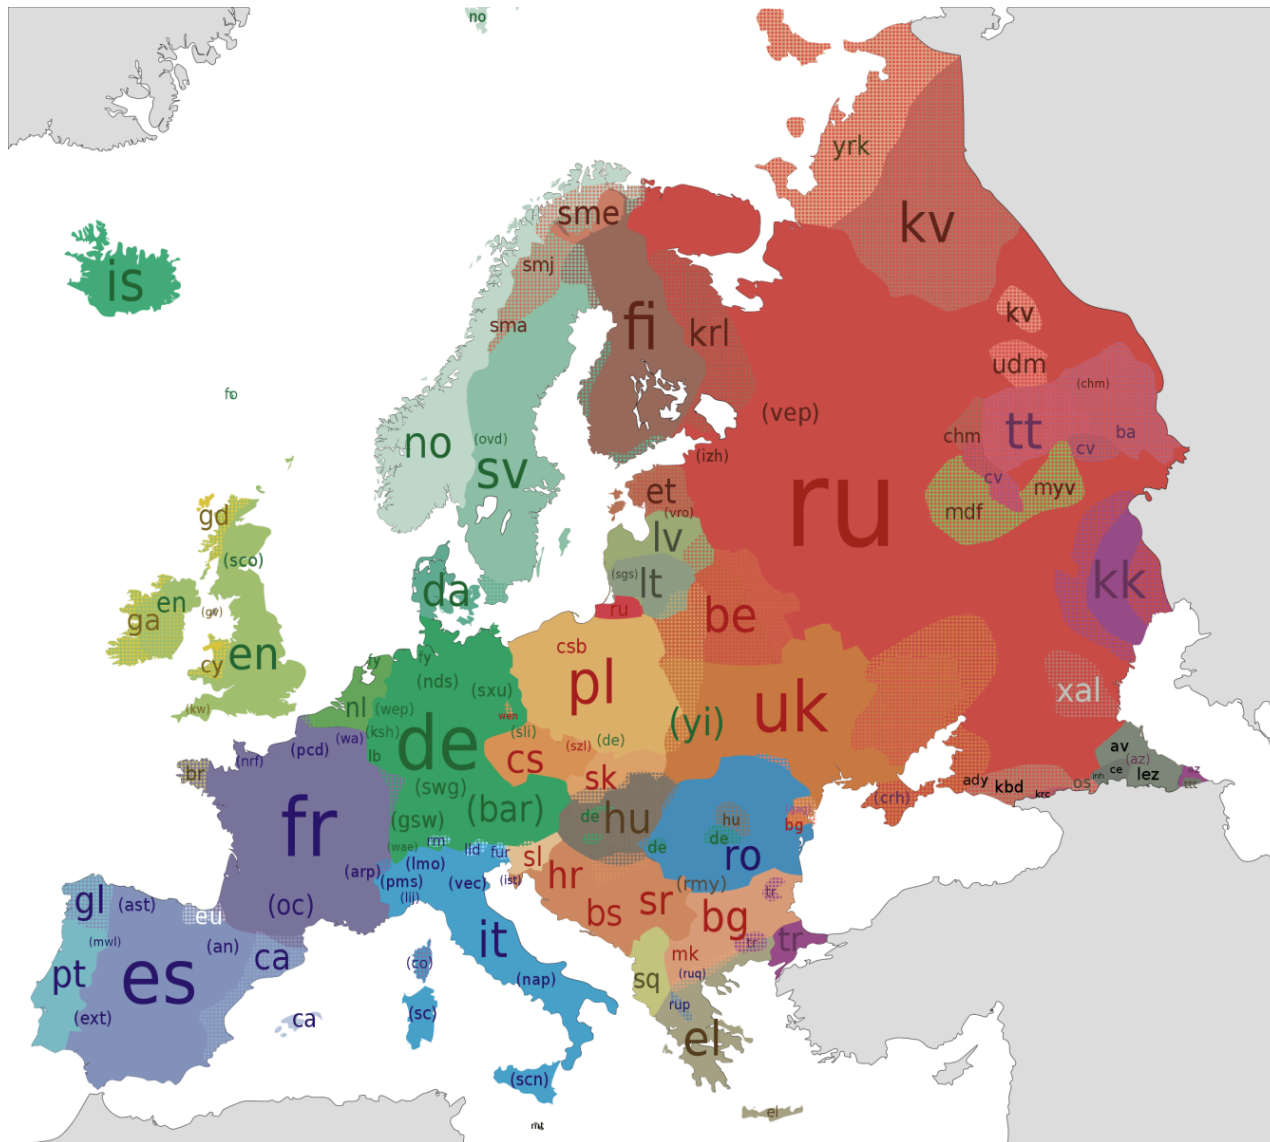 no
yrk
sme
kv
smj
is
kv
sma
fi
krl
udm
(chm)
fo
(vep)
no
(ovd)
sv
chm
tt
ba
cv
(izh)
et
cv
myv
mdf
(vro)
ru
gd
lv
(sco)
(sgs)
lt
kk
da
en
ga
(gv)
ru
be
csb
cy
en
fy
fy
(nds)
pl
(sxu)
xal
(kw)
nl
(wep)
wen
uk
(yi)
(ksh)
de
(sli)
(wa)
(pcd)
(nrf)
lb
cs
(szl)
(de)
av
(az)
br
sk
ce
lez
inh
az
ttt
os
ady
kbd
krc
(swg)
(bar)
(crh)
fr
(gsw)
de
hu
hu
(gag)
bg
de
(wae)
rm
lld
fur
sl
de
ro
(lmo)
(arp)
(pms)
(vec)
(ist)
hr
(rmy)
tr
(lij)
gl
(ast)
eu
(oc)
bs
sr
bg
it
(mwl)
(an)
ca
tr
tr
mk
pt
es
(co)
(nap)
sq
(ruq)
rup
(ext)
ca
(sc)
el
(scn)
el
mt